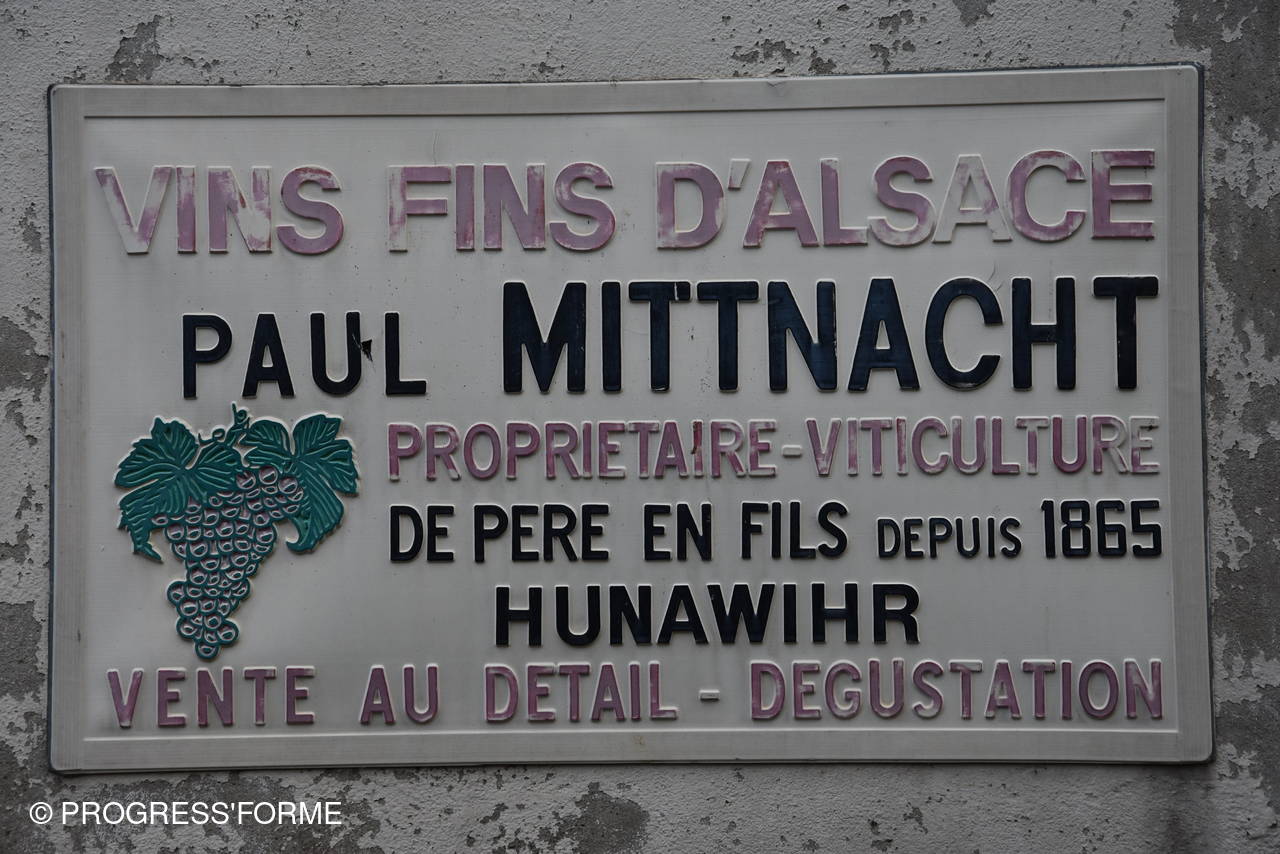 VINS FINS D'ALSACE
PAUL MITTNACHT
PROPRIETAIRE-VITICULTURE
DE PERE EN FILS DEPUIS 1865
HUNAWIHR
VENTE AU DETAIL - DEGUSTATION
© PROGRESS'FORME